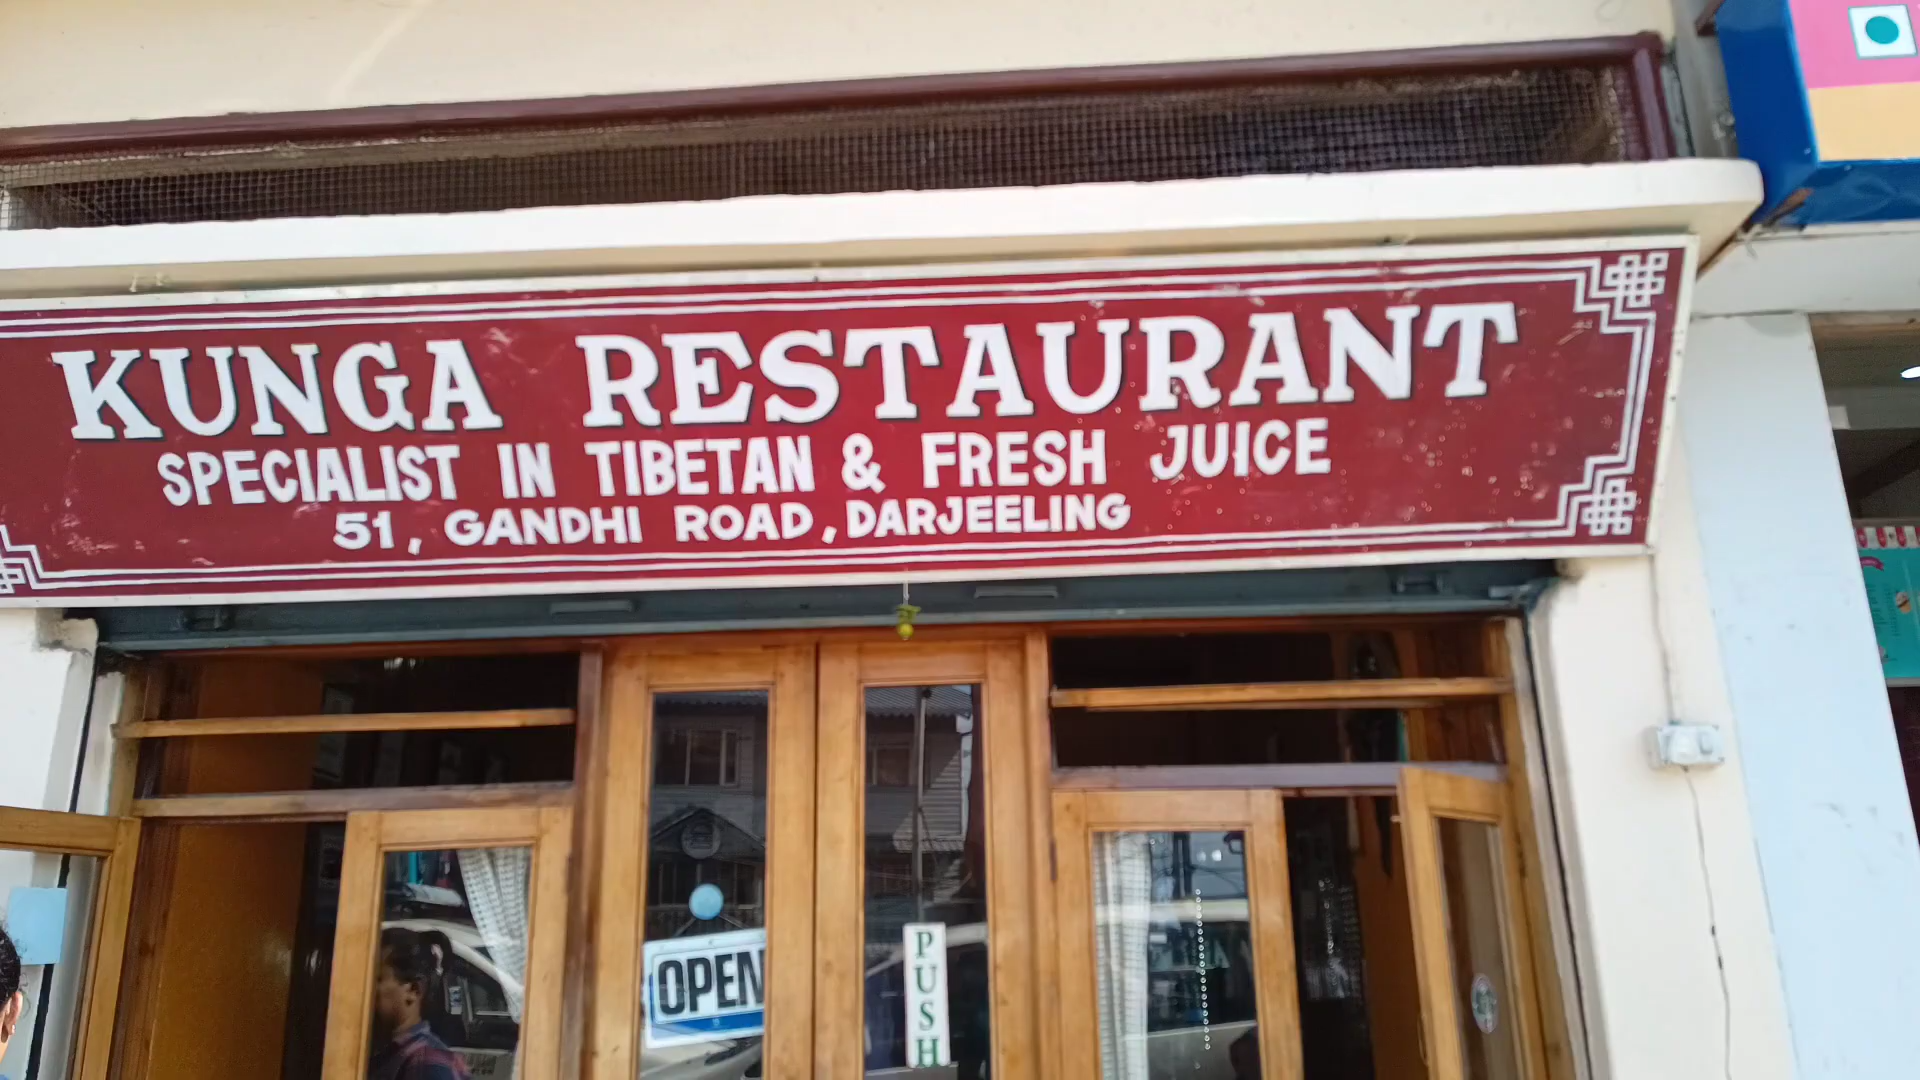 KUNGA RESTAURANT
SPECIALIST IN TIBETAN & FRESH JUICE
51, GANDHI ROAD, DARJEELING
OPEN
PUSH